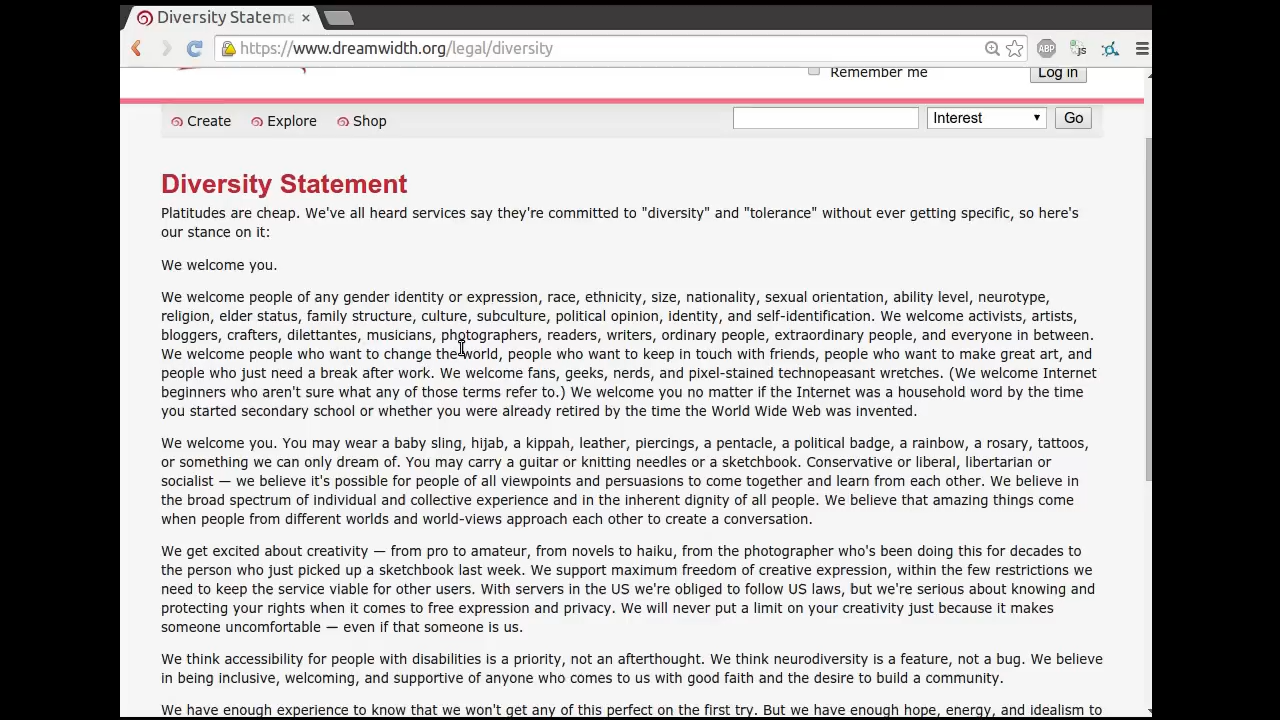 Diversity Stateme
https://www.dreamwidth.org/legal/diversity
ABP
js
Remember me
Log in
Create
Explore
Shop
Interest
Go
Diversity Statement
Platitudes are cheap. We've all heard services say they're committed to "diversity" and "tolerance" without ever getting specific, so here's
our stance on it:
We welcome you.
We welcome people of any gender identity or expression, race, ethnicity, size, nationality, sexual orientation, ability level, neurotype,
religion, elder status, family structure, culture, subculture, political opinion, identity, and self-identification. We welcome activists, artists,
bloggers, crafters, dilettantes, musicians, photographers, readers, writers, ordinary people, extraordinary people, and everyone in between.
We welcome people who want to change the world, people who want to keep in touch with friends, people who want to make great art, and
people who just need a break after work. We welcome fans, geeks, nerds, and pixel-stained technopeasant wretches. (We welcome Internet
beginners who aren't sure what any of those terms refer to.) We welcome you no matter if the Internet was a household word by the time
you started secondary school or whether you were already retired by the time the World Wide Web was invented.
We welcome you. You may wear a baby sling, hijab, a kippah, leather, piercings, a pentacle, a political badge, a rainbow, a rosary, tattoos,
or something we can only dream of. You may carry a guitar or knitting needles or a sketchbook. Conservative or liberal, libertarian or
socialist — we believe it's possible for people of all viewpoints and persuasions to come together and learn from each other. We believe in
the broad spectrum of individual and collective experience and in the inherent dignity of all people. We believe that amazing things come
when people from different worlds and world-views approach each other to create a conversation.
We get excited about creativity — from pro to amateur, from novels to haiku, from the photographer who's been doing this for decades to
the person who just picked up a sketchbook last week. We support maximum freedom of creative expression, within the few restrictions we
need to keep the service viable for other users. With servers in the US we're obliged to follow US laws, but we're serious about knowing and
protecting your rights when it comes to free expression and privacy. We will never put a limit on your creativity just because it makes
someone uncomfortable — even if that someone is us.
We think accessibility for people with disabilities is a priority, not an afterthought. We think neurodiversity is a feature, not a bug. We believe
in being inclusive, welcoming, and supportive of anyone who comes to us with good faith and the desire to build a community.
We have enough experience to know that we won't get any of this perfect on the first try. But we have enough hope, energy, and idealism to